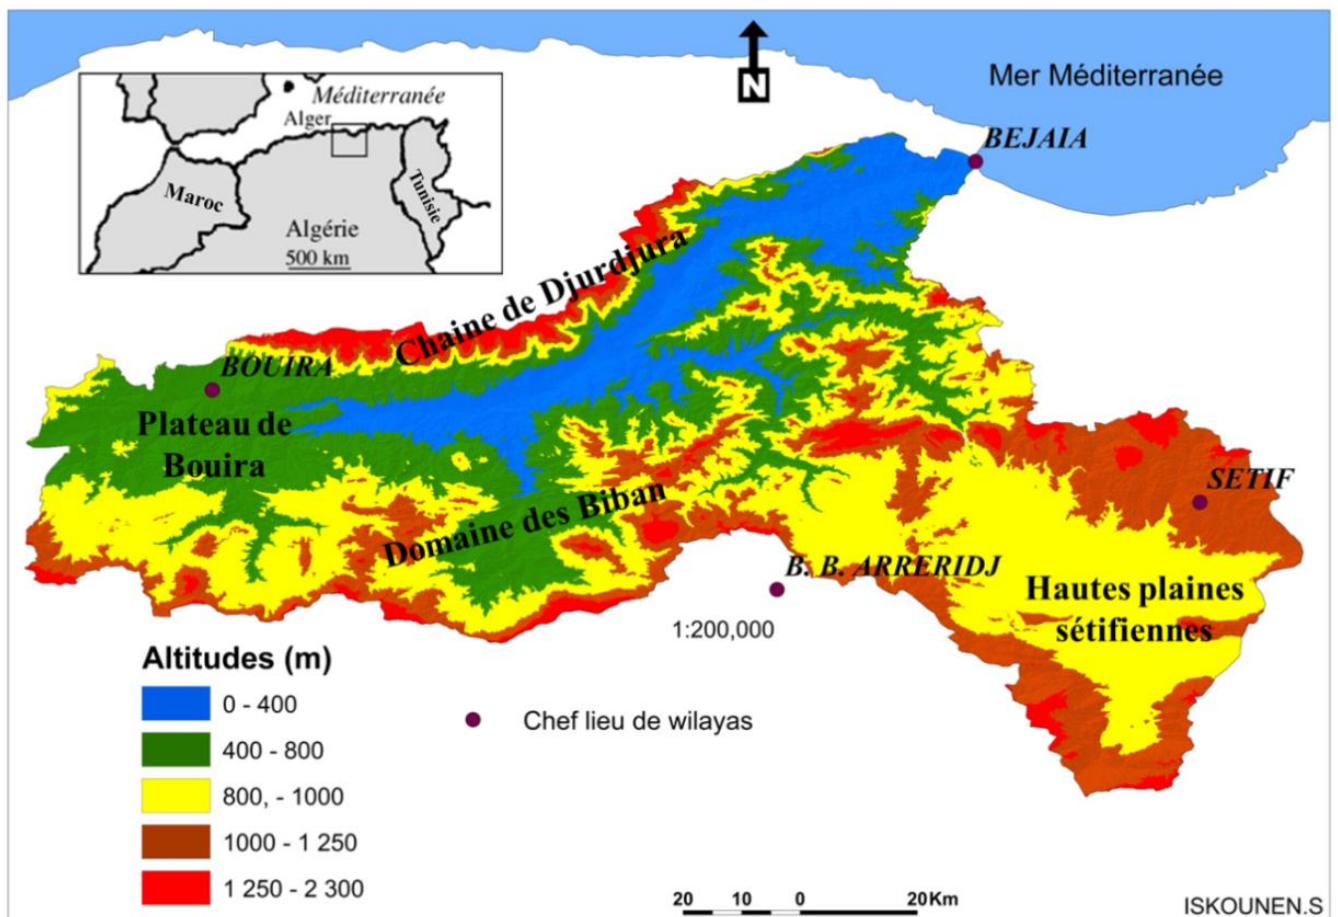 N
Mer Méditerranée
BEJAIA
Méditerranée
Alger
Maroc
Tunisie
Algérie
500 km
Chaine de Djurdjura
BOUIRA
Plateau de
Bouira
SETIF
Domaine des Biban
B. B. ARRERIDJ
Hautes plaines
sétifiennes
1:200,000
Altitudes (m)
0 - 400
400 - 800
800, - 1000
1000 - 1 250
1 250 - 2 300
Chef lieu de wilayas
20 10 0 20 Km
ISKOUNEN.S